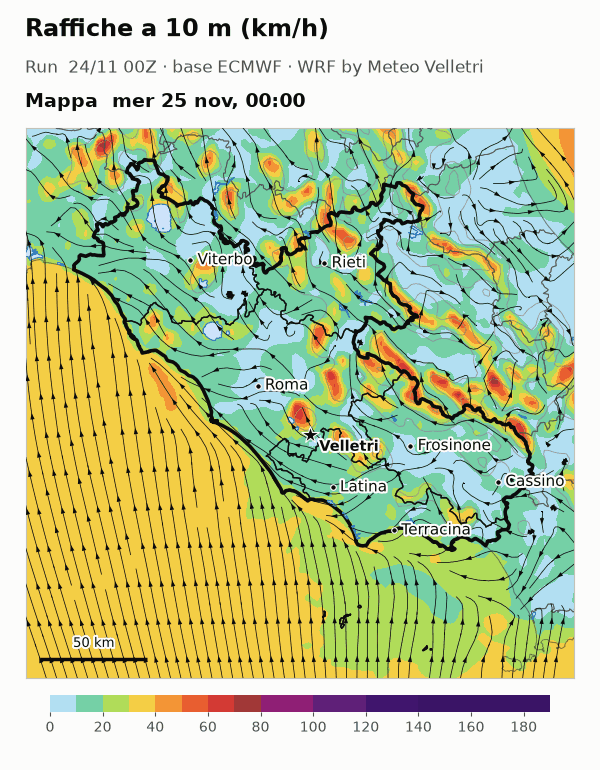 Raffiche a 10 m (km/h)
Run 24/11 00Z · base ECMWF · WRF by Meteo Velletri
Mappa mer 25 nov, 00:00
Viterbo
Rieti
Roma
Velletri
Frosinone
Latina
Cassino
Terracina
50 km
0 20 40 60 80 100 120 140 160 180